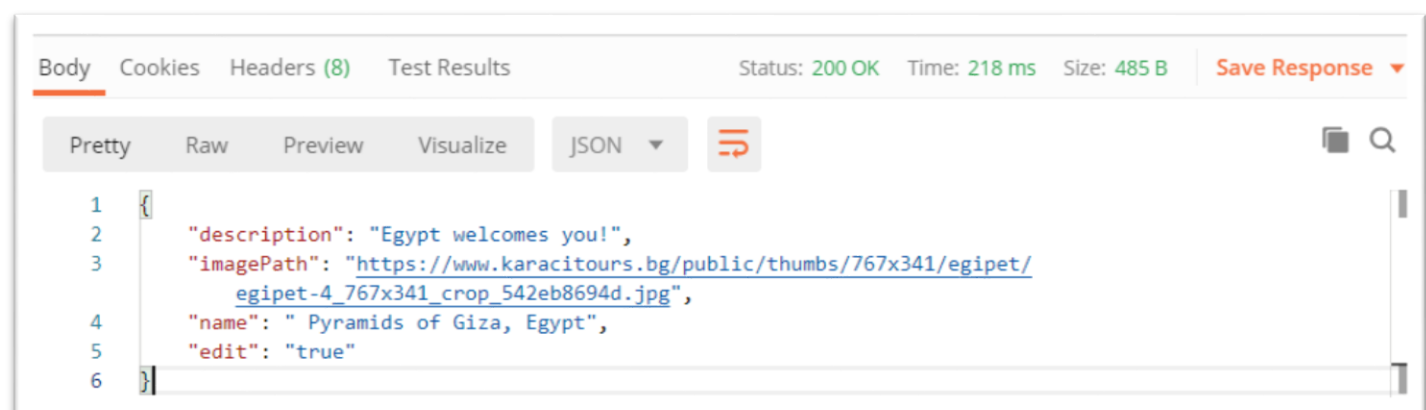 Body Cookies Headers (8) Test Results Status: 200 OK Time: 218 ms Size: 485 B Save Response
Pretty Raw Preview Visualize JSON
1 {
2 "description": "Egypt welcomes you!",
3 "imagePath": "https://www.karacitours.bg/public/thumbs/767x341/egipet/
egipet-4_767x341_crop_542eb8694d.jpg",
4 "name": " Pyramids of Giza, Egypt",
5 "edit": "true"
6 }